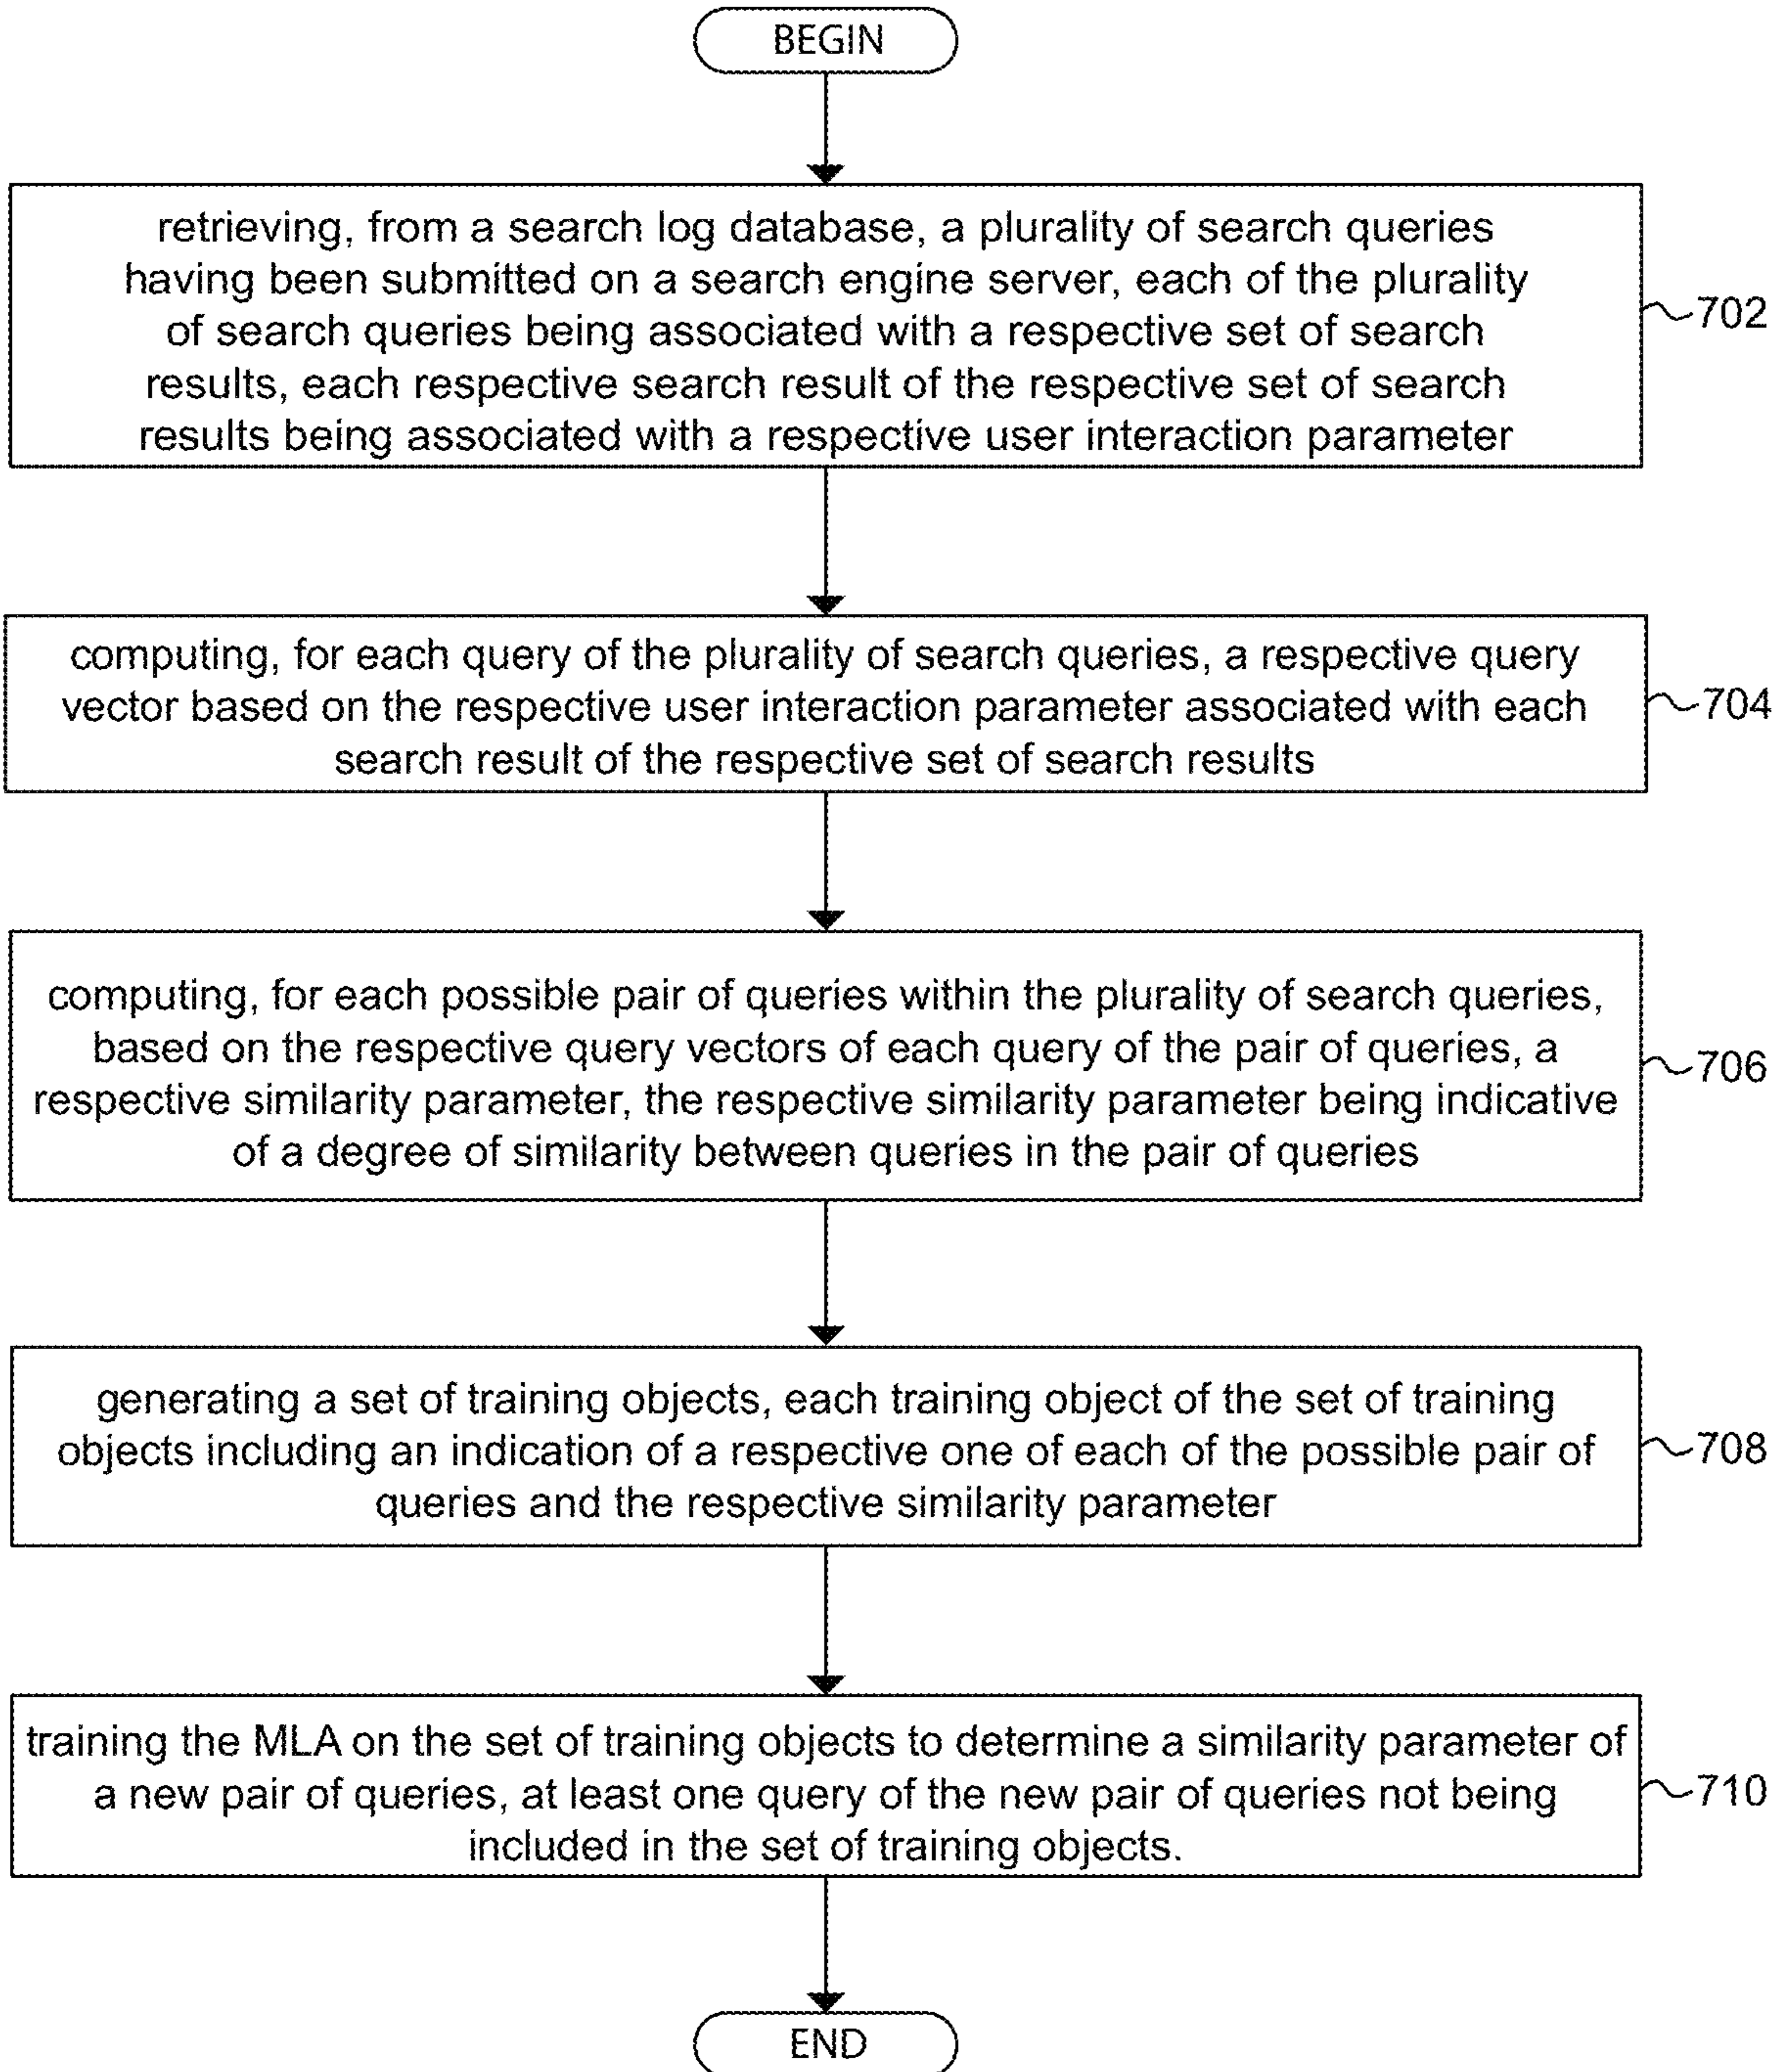 BEGIN
retrieving, from a search log database, a plurality of search queries
having been submitted on a search engine server, each of the plurality
of search queries being associated with a respective set of search
results, each respective search result of the respective set of search
results being associated with a respective user interaction parameter
702
computing, for each query of the plurality of search queries, a respective query
vector based on the respective user interaction parameter associated with each
search result of the respective set of search results
704
computing, for each possible pair of queries within the plurality of search queries,
based on the respective query vectors of each query of the pair of queries, a
respective similarity parameter, the respective similarity parameter being indicative
of a degree of similarity between queries in the pair of queries
706
generating a set of training objects, each training object of the set of training
objects including an indication of a respective one of each of the possible pair of
queries and the respective similarity parameter
708
training the MLA on the set of training objects to determine a similarity parameter of
a new pair of queries, at least one query of the new pair of queries not being
included in the set of training objects.
710
END